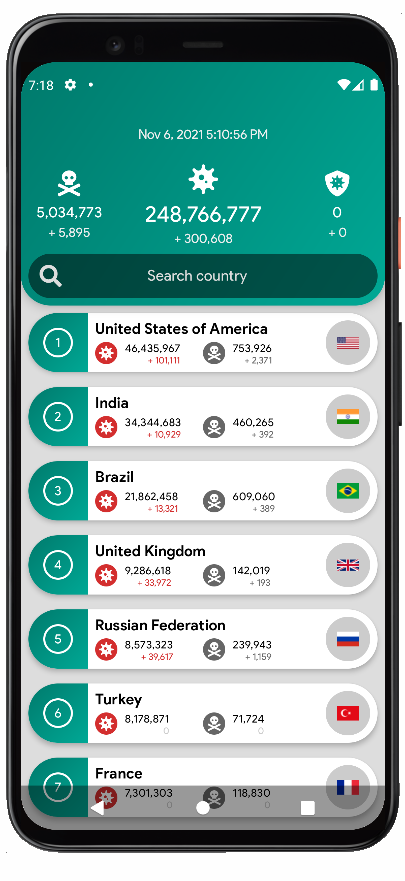 7:18
Nov 6, 2021 5:10:56 PM
5,034,773 248,766,777 0
+ 5,895 + 300,608 + 0
Search country
United States of America
1 46,435,967 753,926
+ 101,111 + 2,371
India
2 34,344,683 460,265
+ 10,929 + 392
Brazil
3 21,862,458 609,060
+ 13,321 + 389
United Kingdom
4 9,286,618 142,019
+ 33,972 + 193
Russian Federation
5 8,573,323 239,943
+ 39,617 + 1,159
Turkey
6 8,178,871 71,724
0 0
France
7 7,301,303 118,830
0 0